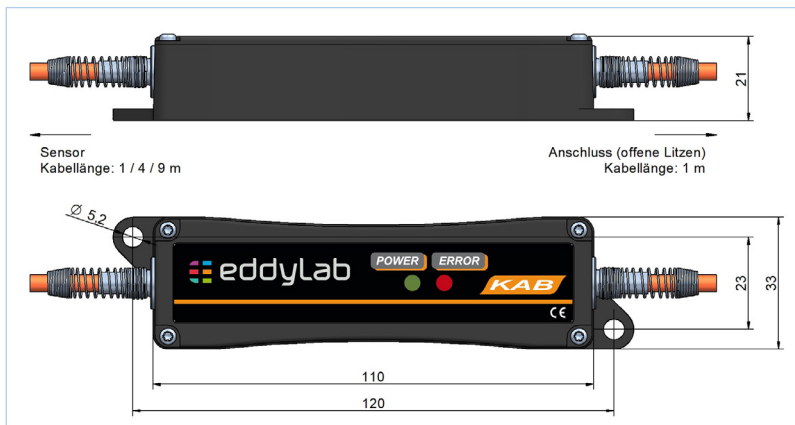 21
Sensor
Kabellänge: 1 / 4 / 9 m
Anschluss (offene Litzen)
Kabellänge: 1 m
Ø 5,2
eddyLab
POWER ERROR
KAB
CE
23
33
110
120